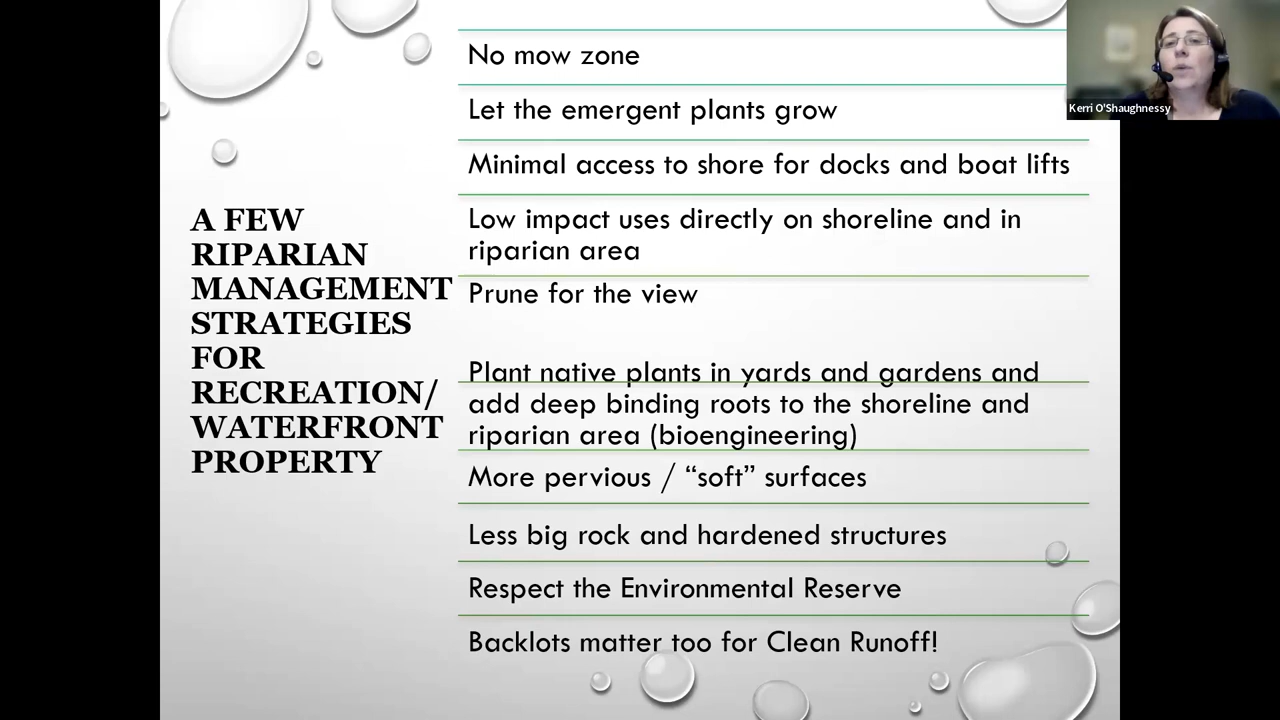 A FEW
RIPARIAN
MANAGEMENT
STRATEGIES
FOR
RECREATION/
WATERFRONT
PROPERTY
No mow zone
Let the emergent plants grow
Minimal access to shore for docks and boat lifts
Low impact uses directly on shoreline and in
riparian area
Prune for the view
Plant native plants in yards and gardens and
add deep binding roots to the shoreline and
riparian area (bioengineering)
More pervious / “soft” surfaces
Less big rock and hardened structures
Respect the Environmental Reserve
Backlots matter too for Clean Runoff!
Kerri O'Shaughnessy